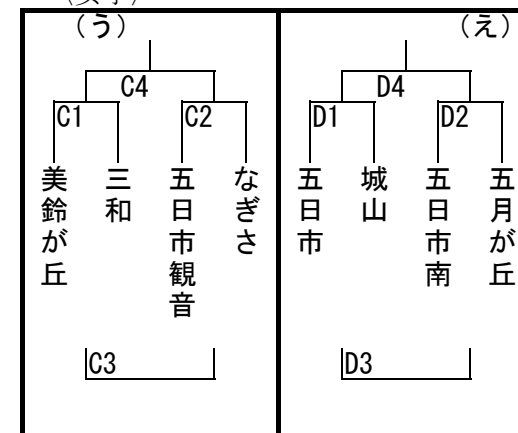 (う)
(え)
C4
D4
C1
C2
D1
D2
美鈴が丘
三和
五日市観音
なぎさ
五日市
城山
五日市南
五月が丘
C3
D3